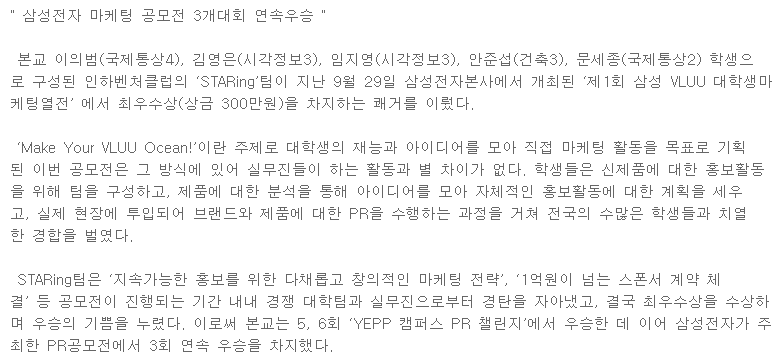 " 삼성전자 마케팅 공모전 3개대회 연속우승 "
본교 이의범(국제통상4), 김영은(시각정보3), 임지영(시각정보3), 안준섭(건축3), 문세종(국제통상2) 학생으
로 구성된 인하벤처클럽의 ‘STARing’팀이 지난 9월 29일 삼성전자본사에서 개최된 ‘제1회 삼성 VLUU 대학생마
케팅열전’ 에서 최우수상(상금 300만원)을 차지하는 쾌거를 이뤘다.
‘Make Your VLUU Ocean!’이란 주제로 대학생의 재능과 아이디어를 모아 직접 마케팅 활동을 목표로 기획
된 이번 공모전은 그 방식에 있어 실무진들이 하는 활동과 별 차이가 없다. 학생들은 신제품에 대한 홍보활동
을 위해 팀을 구성하고, 제품에 대한 분석을 통해 아이디어를 모아 자체적인 홍보활동에 대한 계획을 세우
고, 실제 현장에 투입되어 브랜드와 제품에 대한 PR을 수행하는 과정을 거쳐 전국의 수많은 학생들과 치열
한 경합을 벌였다.
STARing팀은 ‘지속가능한 홍보를 위한 다채롭고 창의적인 마케팅 전략’, ‘1억원이 넘는 스폰서 계약 체
결’ 등 공모전이 진행되는 기간 내내 경쟁 대학팀과 실무진으로부터 경탄을 자아냈고, 결국 최우수상을 수상하
며 우승의 기쁨을 누렸다. 이로써 본교는 5, 6회 ‘YEPP 캠퍼스 PR 챌린지’에서 우승한 데 이어 삼성전자가 주
최한 PR공모전에서 3회 연속 우승을 차지했다.